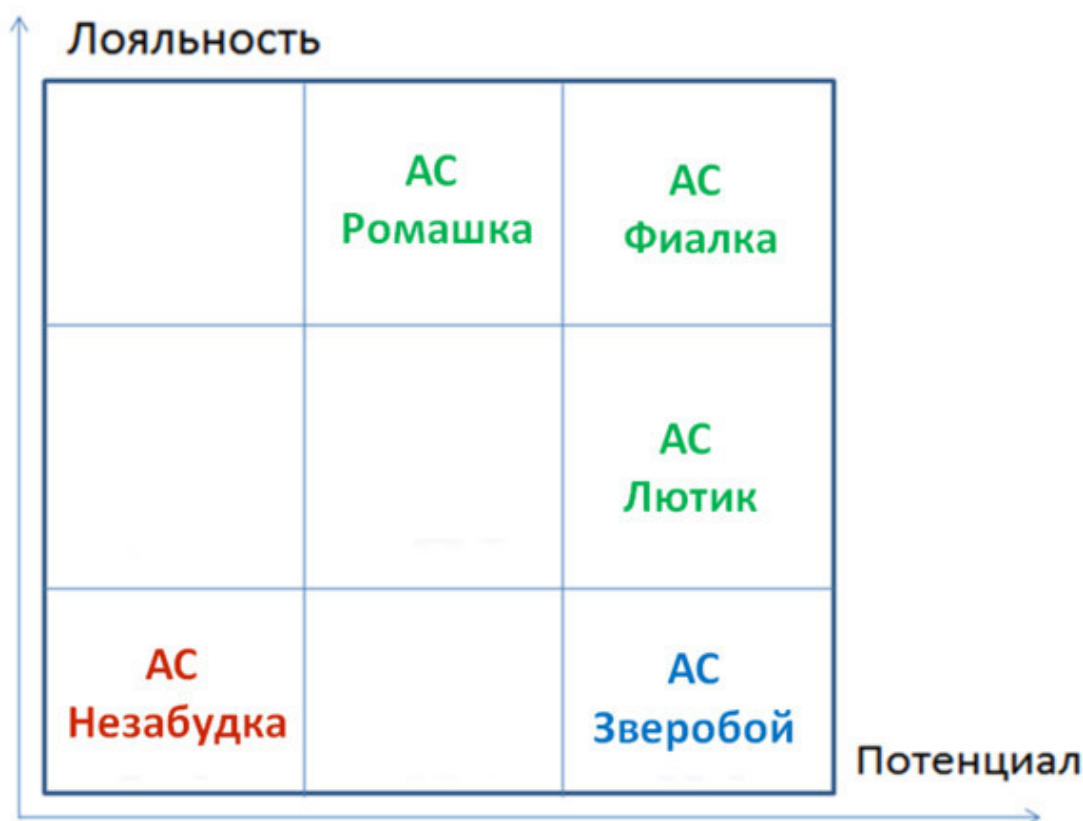 Лояльность
АС
Ромашка
АС
Фиалка
АС
Лютик
АС
Незабудка
АС
Зверобой
Потенциал